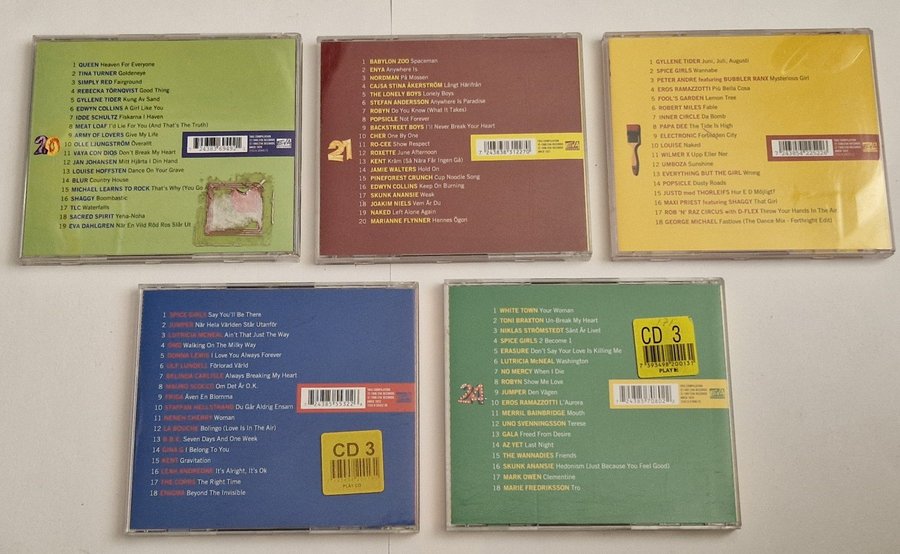 1 QUEEN Heaven For Everyone
2 TINA TURNER Goldeneye
3 SIMPLY RED Fairground
4 REBECKA TÖRNQVIST Good Thing
5 GYLLENE TIDER Kung Av Sand
6 EDWYN COLLINS A Girl Like You
7 IDDE SCHULTZ Fiskarna I Haven
8 MEAT LOAF I'd Lie For You (And That's The Truth)
9 ARMY OF LOVERS Give My Life
10 OLLE LJUNGSTRÖM Överallt
11 VAYA CON DIOS Don't Break My Heart
12 JAN JOHANSEN Mitt Hjärta I Din Hand
13 LOUISE HOFFSTEN Dance On Your Grave
14 BLUR Country House
15 MICHAEL LEARNS TO ROCK That's Why (You Go
16 SHAGGY Boombastic
17 TLC Waterfalls
18 SACRED SPIRIT Yeha-Noha
19 EVA DAHLGREN När En Vild Röd Ros Slår Ut
20
1 BABYLON ZOO Spaceman
2 ENYA Anywhere Is
3 NORDMAN På Mossen
4 CAJSA STINA ÅKERSTRÖM Långt Härifrån
5 THE LONELY BOYS Lonely Boys
6 STEFAN ANDERSSON Anywhere Is Paradise
7 ROBYN Do You Know (What It Takes)
8 POPSICLE Not Forever
9 BACKSTREET BOYS I'll Never Break Your Heart
10 CHER One By One
11 RO-CEE Show Respect
12 ROXETTE June Afternoon
13 KENT Kräm (Så Nära Får Ingen Gå)
14 JAMIE WALTERS Hold On
15 PINEFOREST CRUNCH Cup Noodle Song
16 EDWYN COLLINS Keep On Burning
17 SKUNK ANANSIE Weak
18 JOAKIM NIELS Vem Är Du
19 NAKED Left Alone Again
20 MARIANNE FLYNNER Hannes Ögon
21
7 243838 512270
1 GYLLENE TIDER Juni, Juli, Augusti
2 SPICE GIRLS Wannabe
3 PETER ANDRE featuring BUBBLER RANX Mysterious Girl
4 EROS RAMAZZOTTI Più Bella Cosa
5 FOOL'S GARDEN Lemon Tree
6 ROBERT MILES Fable
7 INNER CIRCLE Da Bomb
8 PAPA DEE The Tide Is High
9 ELECTRONIC Forbidden City
10 LOUISE Naked
11 WILMER X Upp Eller Ner
12 UMBOZA Sunshine
13 EVERYTHING BUT THE GIRL Wrong
14 POPSICLE Dusty Roads
15 JUSTD med THORLEIFS Hur E D Möjligt?
16 MAXI PRIEST featuring SHAGGY That Girl
17 ROB 'N' RAZ CIRCUS with D-FLEX Throw Your Hands In The Air
18 GEORGE MICHAEL Fastlove (The Dance Mix - Forthright Edit)
1 SPICE GIRLS Say You'll Be There
2 JUMPER När Hela Världen Står Utanför
3 LUTRICIA MCNEAL Ain't That Just The Way
4 OMD Walking On The Milky Way
5 DONNA LEWIS I Love You Always Forever
6 ULF LUNDELL Förlorad Värld
7 BELINDA CARLISLE Always Breaking My Heart
8 MAURO SCOCCO Om Det Är O.K.
9 FRIDA Även En Blomma
10 STAFFAN HELLSTRAND Du Går Aldrig Ensam
11 NENEH CHERRY Woman
12 LA BOUCHE Bolingo (Love Is In The Air)
13 B.B.E. Seven Days And One Week
14 GINA G I Belong To You
15 KENT Gravitation
16 LEAH ANDREONE It's Alright, It's Ok
17 THE CORRS The Right Time
18 ENIGMA Beyond The Invisible
CD 3
PLAY CD
1 WHITE TOWN Your Woman
2 TONI BRAXTON Un-Break My Heart
3 NIKLAS STRÖMSTEDT Sånt Är Livet
4 SPICE GIRLS 2 Become 1
5 ERASURE Don't Say Your Love Is Killing Me
6 LUTRICIA McNEAL Washington
7 NO MERCY When I Die
8 ROBYN Show Me Love
9 JUMPER Den Vägen
10 EROS RAMAZZOTTI L'Aurora
11 MERRIL BAINBRIDGE Mouth
12 UNO SVENNINGSSON Terese
13 GALA Freed From Desire
14 AZ YET Last Night
15 THE WANNADIES Friends
16 SKUNK ANANSIE Hedonism (Just Because You Feel Good)
17 MARK OWEN Clementine
18 MARIE FREDRIKSSON Tro
24
CD 3
7593498200131